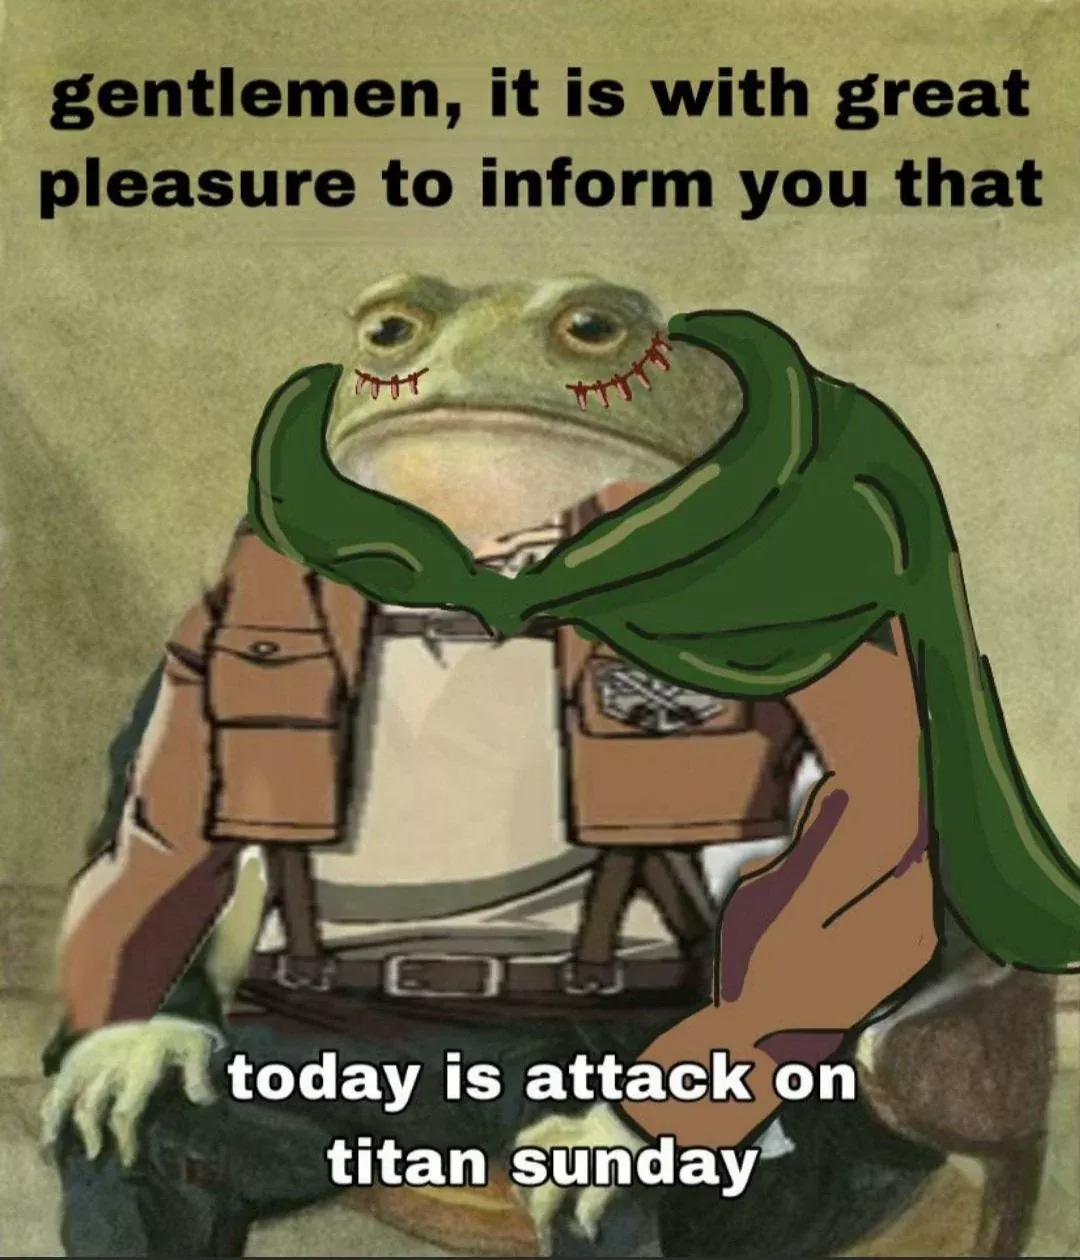 gentlemen, it is with great
pleasure to inform you that
today is attack on
titan sunday